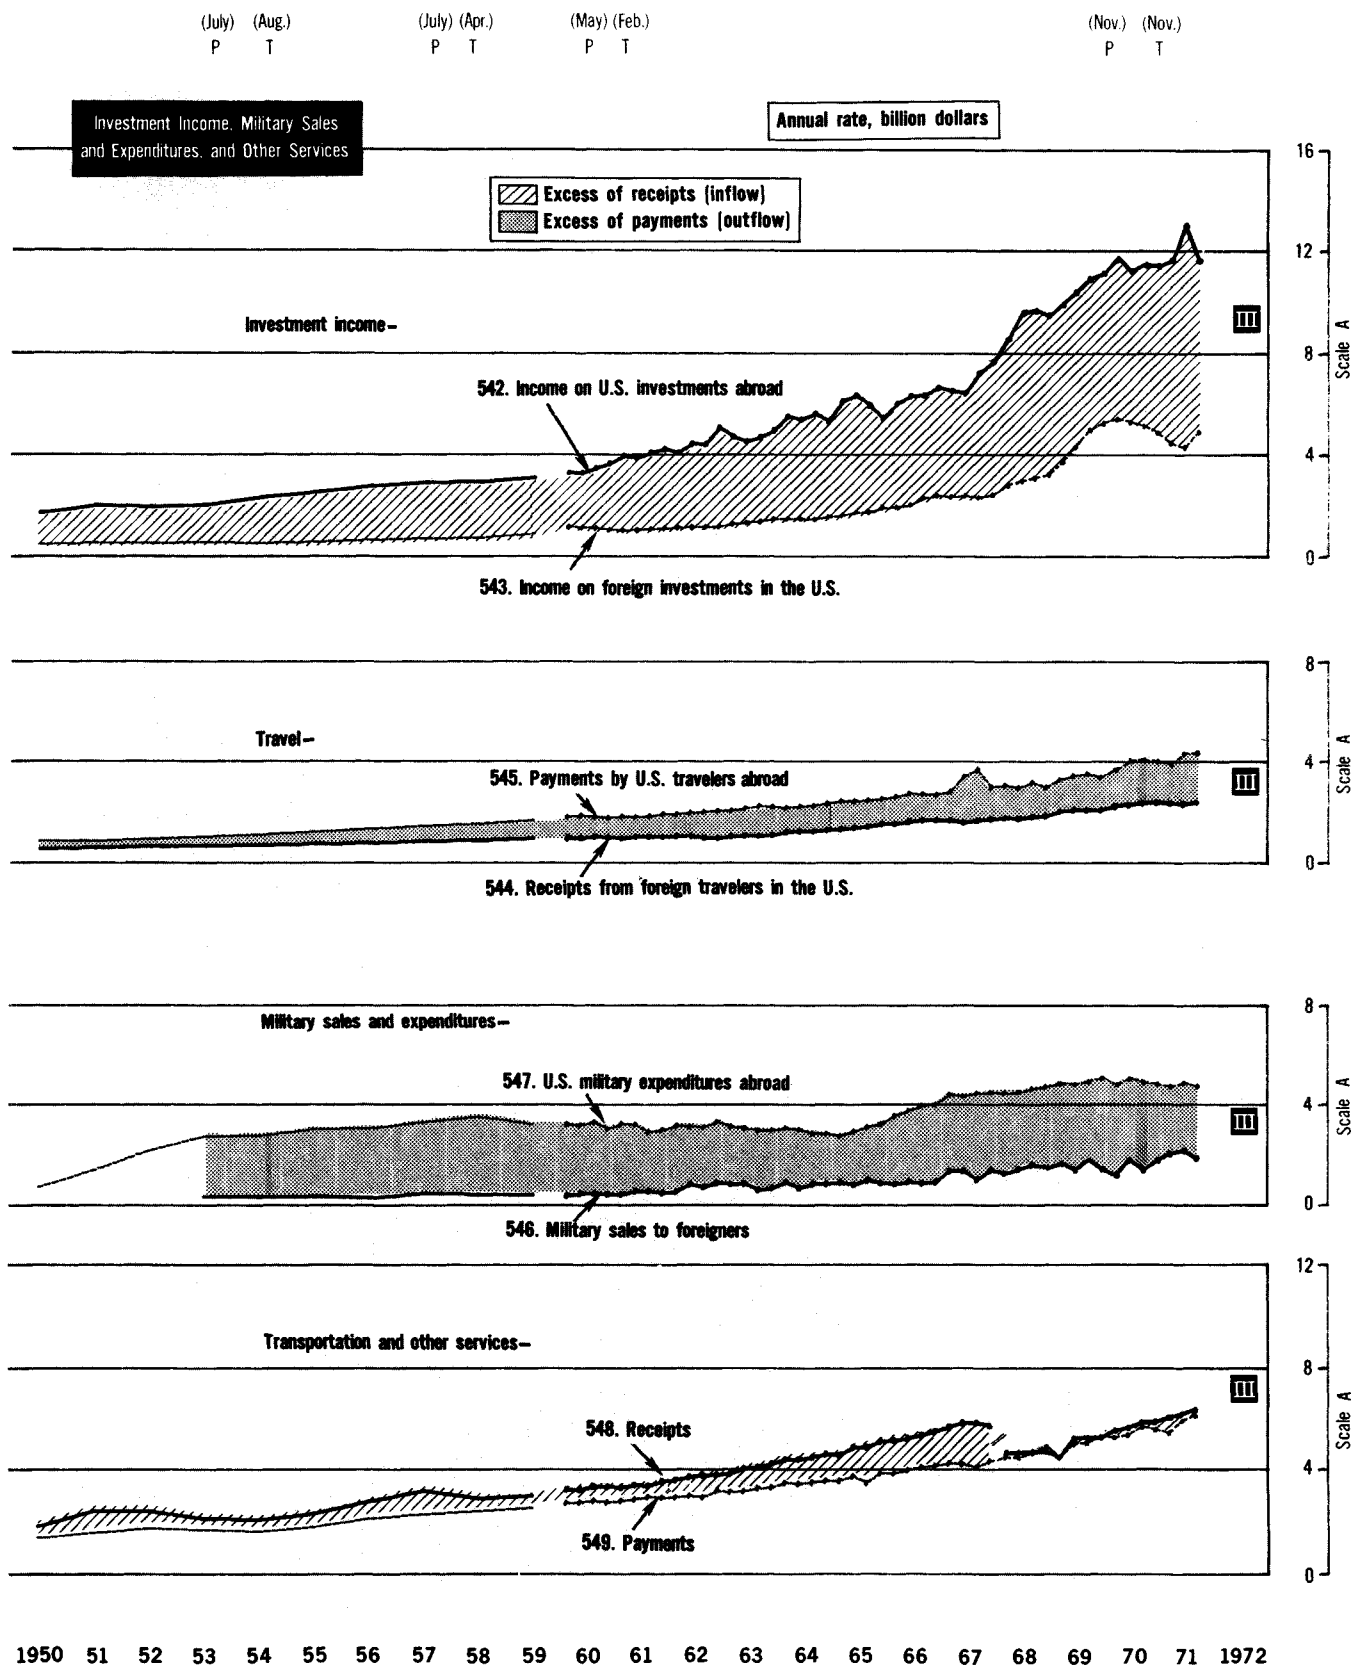 (July) (Aug.) (July) (Apr.) (May) (Feb.) (Nov.) (Nov.)
P T P T P T P T
Investment Income, Military Sales
and Expenditures, and Other Services
Annual rate, billion dollars
Excess of receipts (inflow)
Excess of payments (outflow)
Investment income–
542. Income on U.S. investments abroad
543. Income on foreign investments in the U.S.
III
16
12
8
4
0
Scale A
Travel–
545. Payments by U.S. travelers abroad
544. Receipts from foreign travelers in the U.S.
III
8
4
0
Scale A
Military sales and expenditures–
547. U.S. military expenditures abroad
546. Military sales to foreigners
III
8
4
0
Scale A
Transportation and other services–
548. Receipts
549. Payments
III
12
8
4
0
Scale A
1950 51 52 53 54 55 56 57 58 59 60 61 62 63 64 65 66 67 68 69 70 71 1972